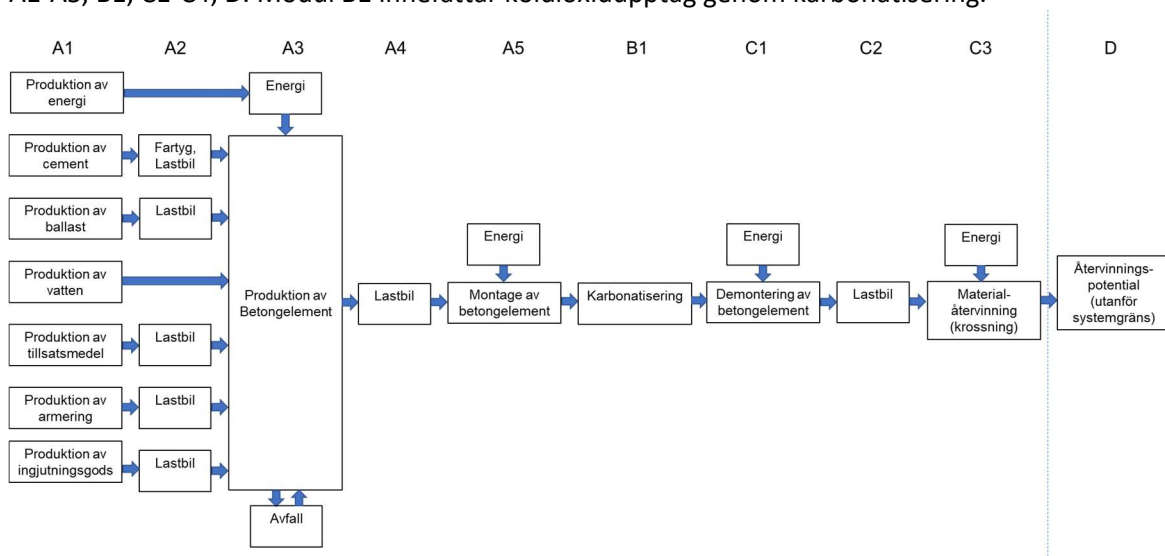 A1-A5, B1, C1-C4, D. Modul B1 innefattar koldioxidupptag genom karbonatisering.
A1 A2 A3 A4 A5 B1 C1 C2 C3 D
Produktion av
energi
Energi
Produktion av
cement
Fartyg,
Lastbil
Produktion av
ballast
Lastbil
Produktion av
vatten
Produktion av
tillsatsmedel
Lastbil
Produktion av
armering
Lastbil
Produktion av
ingjutningsgods
Lastbil
Produktion av
Betongelement
Avfall
Lastbil
Energi
Montage av
betongelement
Karbonatisering
Energi
Demontering av
betongelement
Lastbil
Energi
Material-
återvinning
(krossning)
Återvinnings-
potential
(utanför
systemgräns)